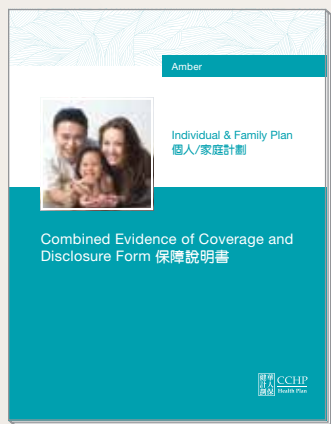 Amber
Individual & Family Plan
個人/家庭計劃
Combined Evidence of Coverage and
Disclosure Form 保障說明書
CCHP
Health Plan